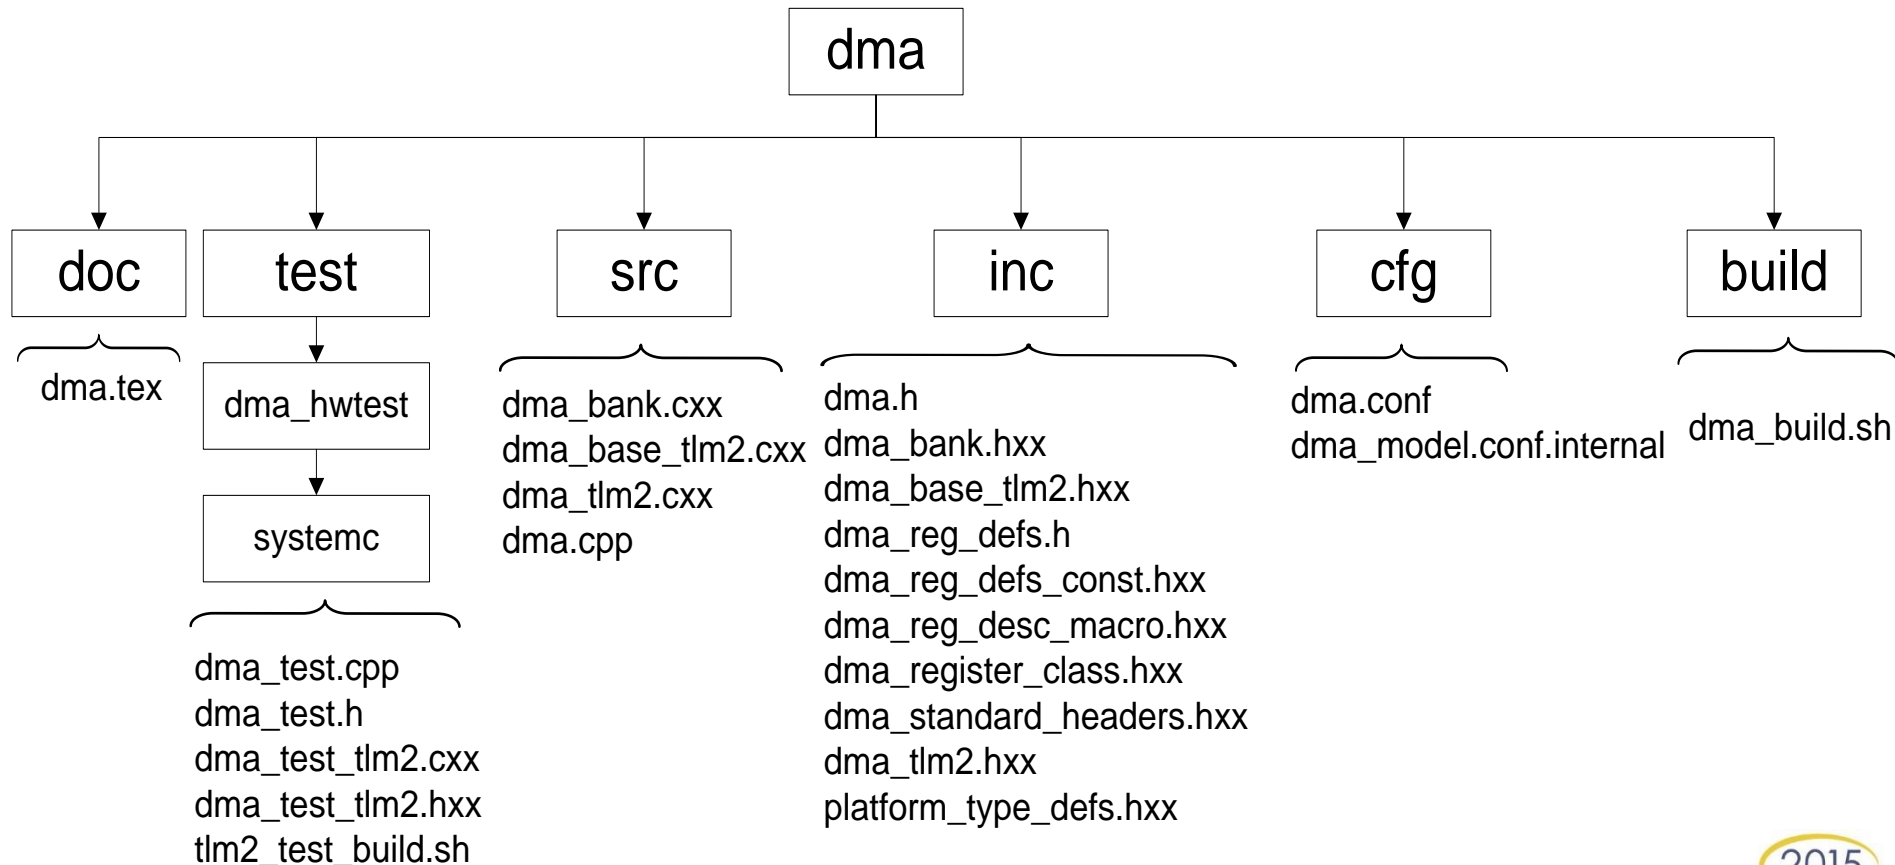 dma
doc
test
src
inc
cfg
build
dma.tex
dma_hwtest
systemc
dma_test.cpp
dma_test.h
dma_test_tlm2.cxx
dma_test_tlm2.hxx
tlm2_test_build.sh
dma_bank.cxx
dma_base_tlm2.cxx
dma_tlm2.cxx
dma.cpp
dma.h
dma_bank.hxx
dma_base_tlm2.hxx
dma_reg_defs.h
dma_reg_defs_const.hxx
dma_reg_desc_macro.hxx
dma_register_class.hxx
dma_standard_headers.hxx
dma_tlm2.hxx
platform_type_defs.hxx
dma.conf
dma_model.conf.internal
dma_build.sh
2015